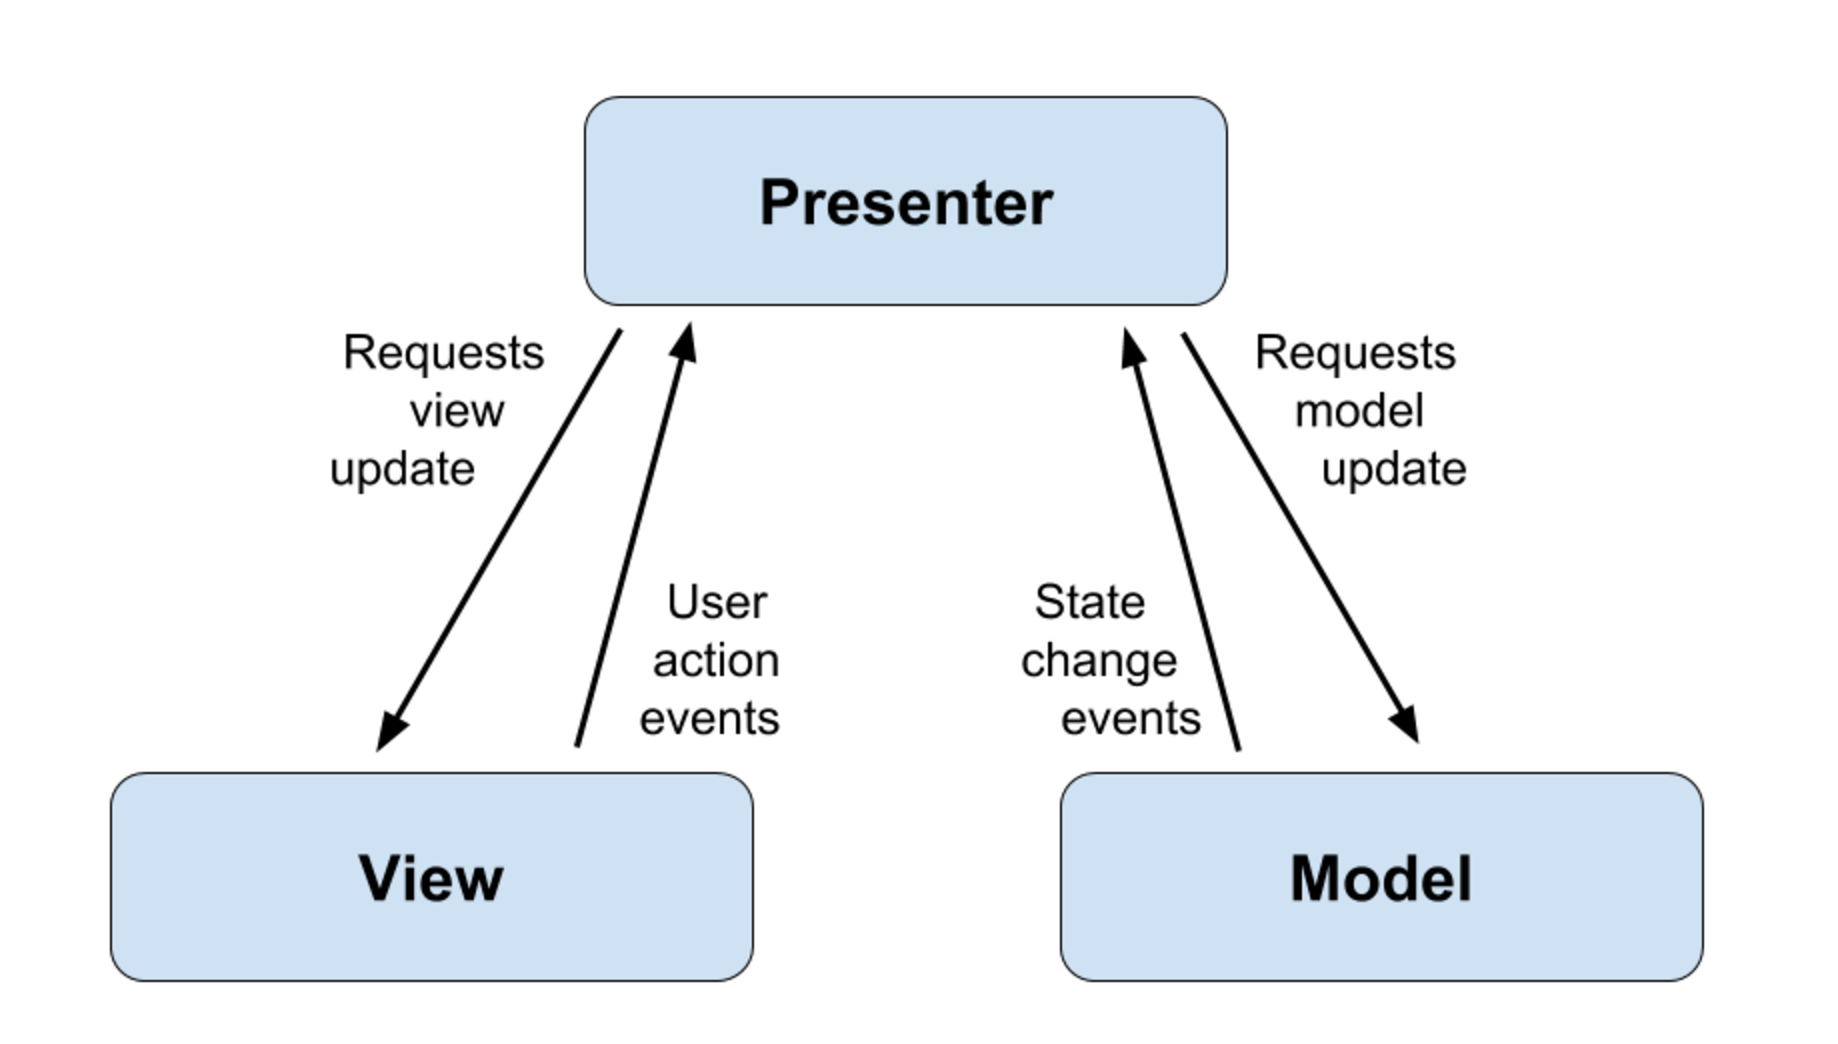 Presenter
Requests
view
update
Requests
model
update
User
action
events
State
change
events
View
Model